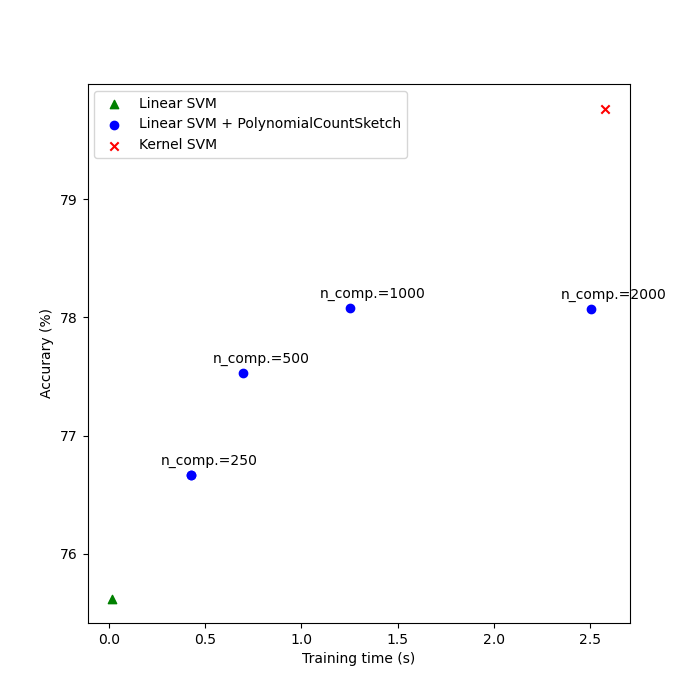 Linear SVM
Linear SVM + PolynomialCountSketch
Kernel SVM
79
n_comp.=1000
n_comp.=2000
78
n_comp.=500
77
n_comp.=250
76
Accurary (%)
0.0 0.5 1.0 1.5 2.0 2.5
Training time (s)